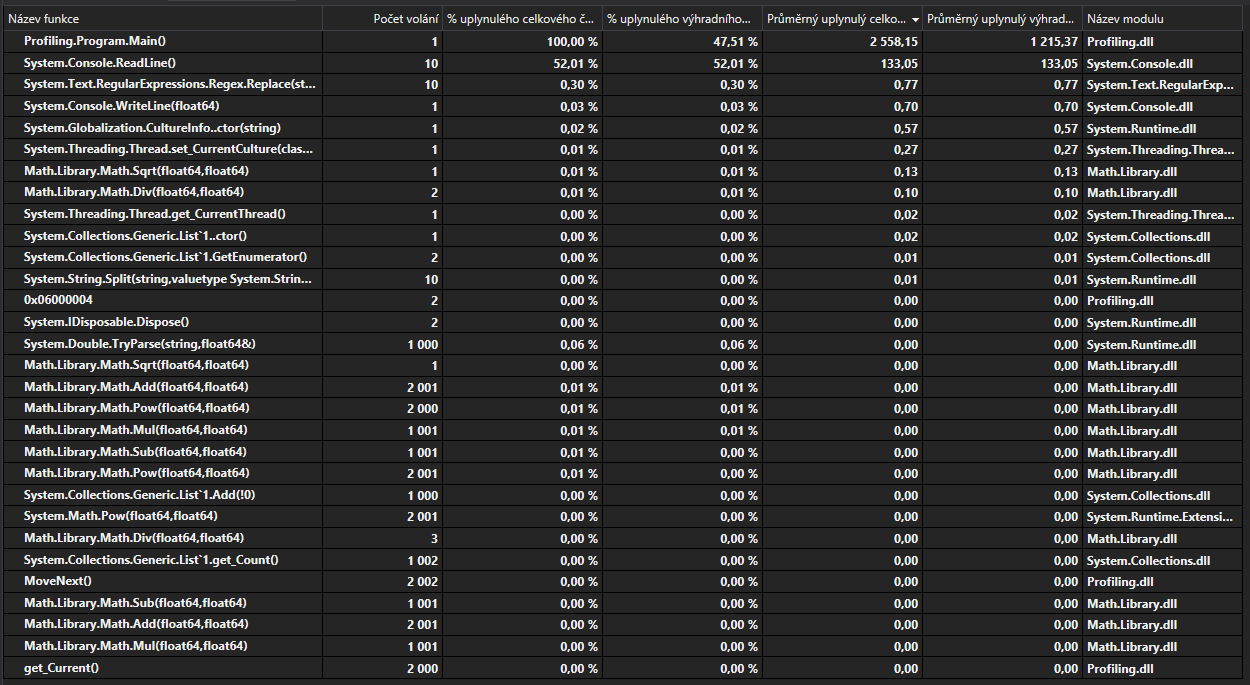 Název funkce Počet volání % uplynulého celkového č... % uplynulého výhradního... Průměrný uplynulý celko... Průměrný uplynulý výhrad... Název modulu
Profiling.Program.Main() 1 100,00 % 47,51 % 2 558,15 1 215,37 Profiling.dll
System.Console.ReadLine() 10 52,01 % 52,01 % 133,05 133,05 System.Console.dll
System.Text.RegularExpressions.Regex.Replace(st... 10 0,30 % 0,30 % 0,77 0,77 System.Text.RegularExp...
System.Console.WriteLine(float64) 1 0,03 % 0,03 % 0,70 0,70 System.Console.dll
System.Globalization.CultureInfo..ctor(string) 1 0,02 % 0,02 % 0,57 0,57 System.Runtime.dll
System.Threading.Thread.set_CurrentCulture(clas... 1 0,01 % 0,01 % 0,27 0,27 System.Threading.Threa...
Math.Library.Math.Sqrt(float64,float64) 1 0,01 % 0,01 % 0,13 0,13 Math.Library.dll
Math.Library.Math.Div(float64,float64) 2 0,01 % 0,01 % 0,10 0,10 Math.Library.dll
System.Threading.Thread.get_CurrentThread() 1 0,00 % 0,00 % 0,02 0,02 System.Threading.Threa...
System.Collections.Generic.List`1..ctor() 1 0,00 % 0,00 % 0,02 0,02 System.Collections.dll
System.Collections.Generic.List`1.GetEnumerator() 2 0,00 % 0,00 % 0,01 0,01 System.Collections.dll
System.String.Split(string,valuetype System.Strin... 10 0,00 % 0,00 % 0,01 0,01 System.Runtime.dll
0x06000004 2 0,00 % 0,00 % 0,00 0,00 Profiling.dll
System.IDisposable.Dispose() 2 0,00 % 0,00 % 0,00 0,00 System.Runtime.dll
System.Double.TryParse(string,float64&) 1 000 0,06 % 0,06 % 0,00 0,00 System.Runtime.dll
Math.Library.Math.Sqrt(float64,float64) 1 0,00 % 0,00 % 0,00 0,00 Math.Library.dll
Math.Library.Math.Add(float64,float64) 2 001 0,01 % 0,01 % 0,00 0,00 Math.Library.dll
Math.Library.Math.Pow(float64,float64) 2 000 0,01 % 0,01 % 0,00 0,00 Math.Library.dll
Math.Library.Math.Mul(float64,float64) 1 001 0,01 % 0,01 % 0,00 0,00 Math.Library.dll
Math.Library.Math.Sub(float64,float64) 1 001 0,01 % 0,00 % 0,00 0,00 Math.Library.dll
Math.Library.Math.Pow(float64,float64) 2 001 0,01 % 0,00 % 0,00 0,00 Math.Library.dll
System.Collections.Generic.List`1.Add(!0) 1 000 0,00 % 0,00 % 0,00 0,00 System.Collections.dll
System.Math.Pow(float64,float64) 2 001 0,00 % 0,00 % 0,00 0,00 System.Runtime.Extensi...
Math.Library.Math.Div(float64,float64) 3 0,00 % 0,00 % 0,00 0,00 Math.Library.dll
System.Collections.Generic.List`1.get_Count() 1 002 0,00 % 0,00 % 0,00 0,00 System.Collections.dll
MoveNext() 2 002 0,00 % 0,00 % 0,00 0,00 Profiling.dll
Math.Library.Math.Sub(float64,float64) 1 001 0,00 % 0,00 % 0,00 0,00 Math.Library.dll
Math.Library.Math.Add(float64,float64) 2 001 0,00 % 0,00 % 0,00 0,00 Math.Library.dll
Math.Library.Math.Mul(float64,float64) 1 001 0,00 % 0,00 % 0,00 0,00 Math.Library.dll
get_Current() 2 000 0,00 % 0,00 % 0,00 0,00 Profiling.dll